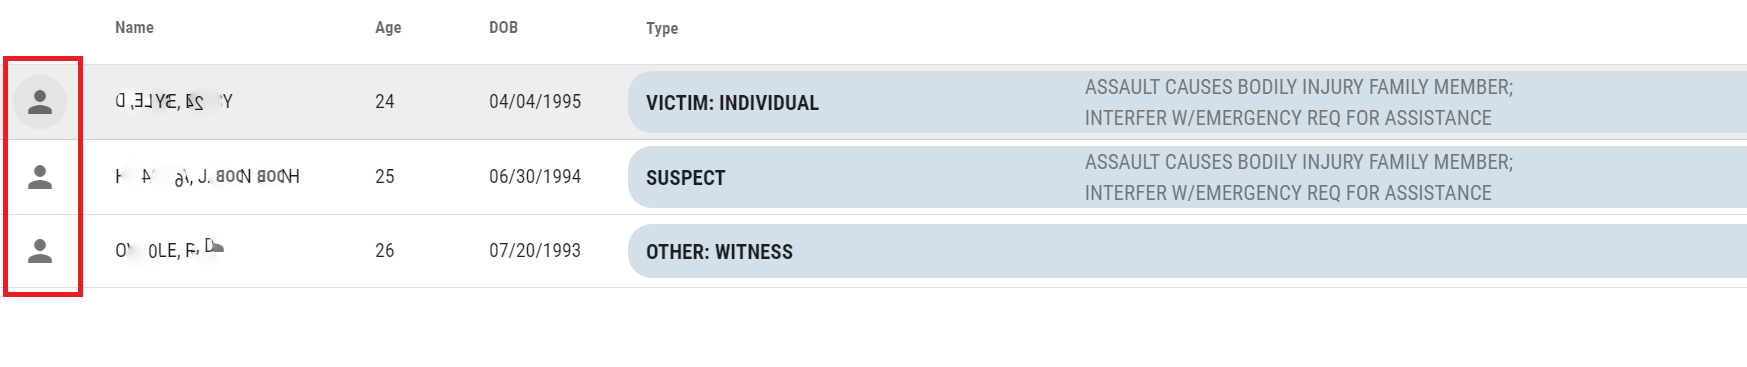 Name Age DOB Type
24 04/04/1995 VICTIM: INDIVIDUAL ASSAULT CAUSES BODILY INJURY FAMILY MEMBER;
INTERFER W/EMERGENCY REQ FOR ASSISTANCE
25 06/30/1994 SUSPECT ASSAULT CAUSES BODILY INJURY FAMILY MEMBER;
INTERFER W/EMERGENCY REQ FOR ASSISTANCE
26 07/20/1993 OTHER: WITNESS